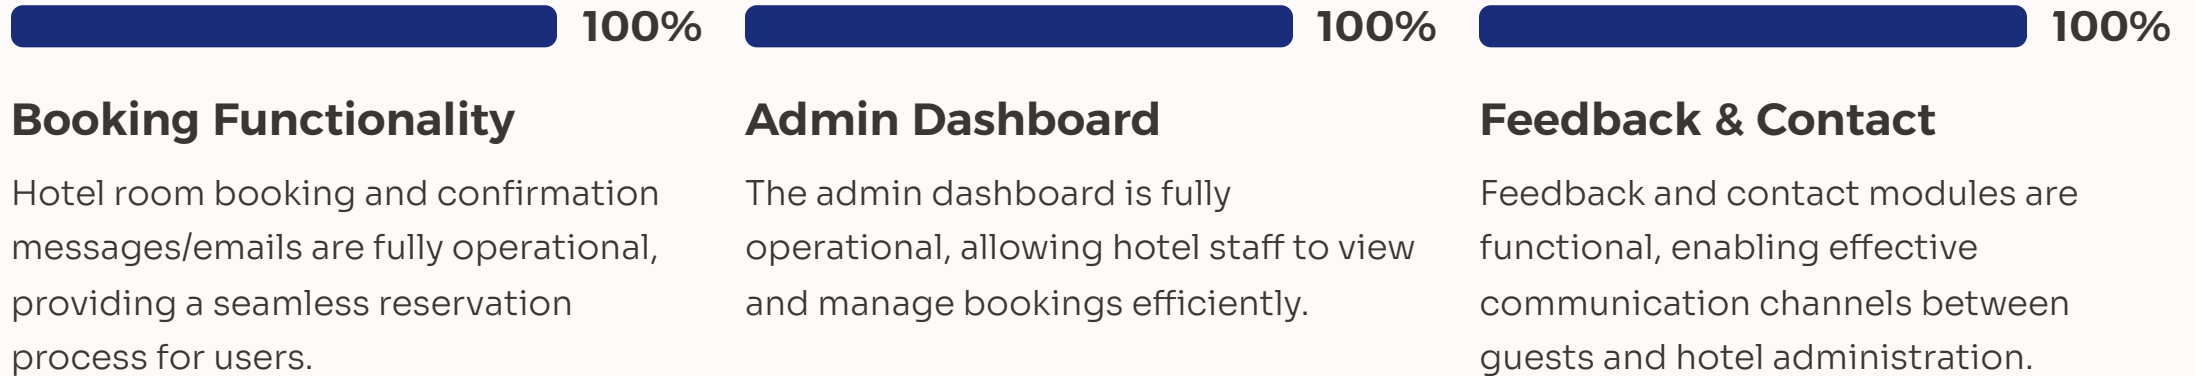 100%
Booking Functionality
Hotel room booking and confirmation
messages/emails are fully operational,
providing a seamless reservation
process for users.
100%
Admin Dashboard
The admin dashboard is fully
operational, allowing hotel staff to view
and manage bookings efficiently.
100%
Feedback & Contact
Feedback and contact modules are
functional, enabling effective
communication channels between
guests and hotel administration.